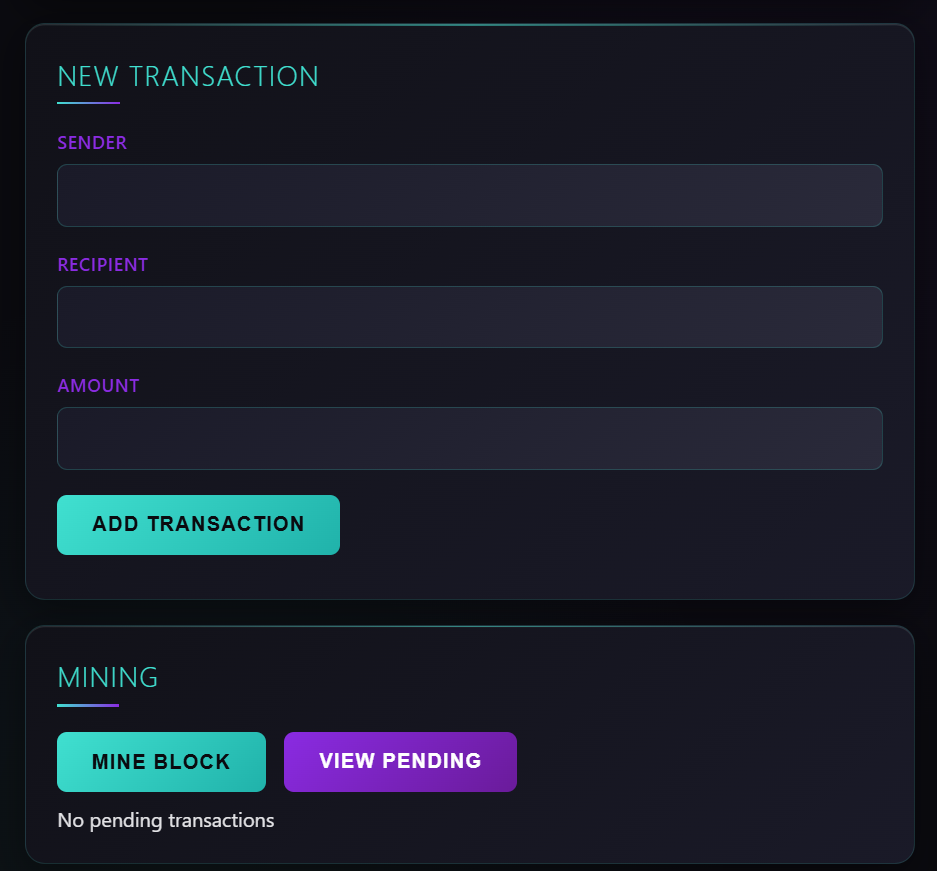 NEW TRANSACTION
SENDER
RECIPIENT
AMOUNT
ADD TRANSACTION
MINING
MINE BLOCK VIEW PENDING
No pending transactions